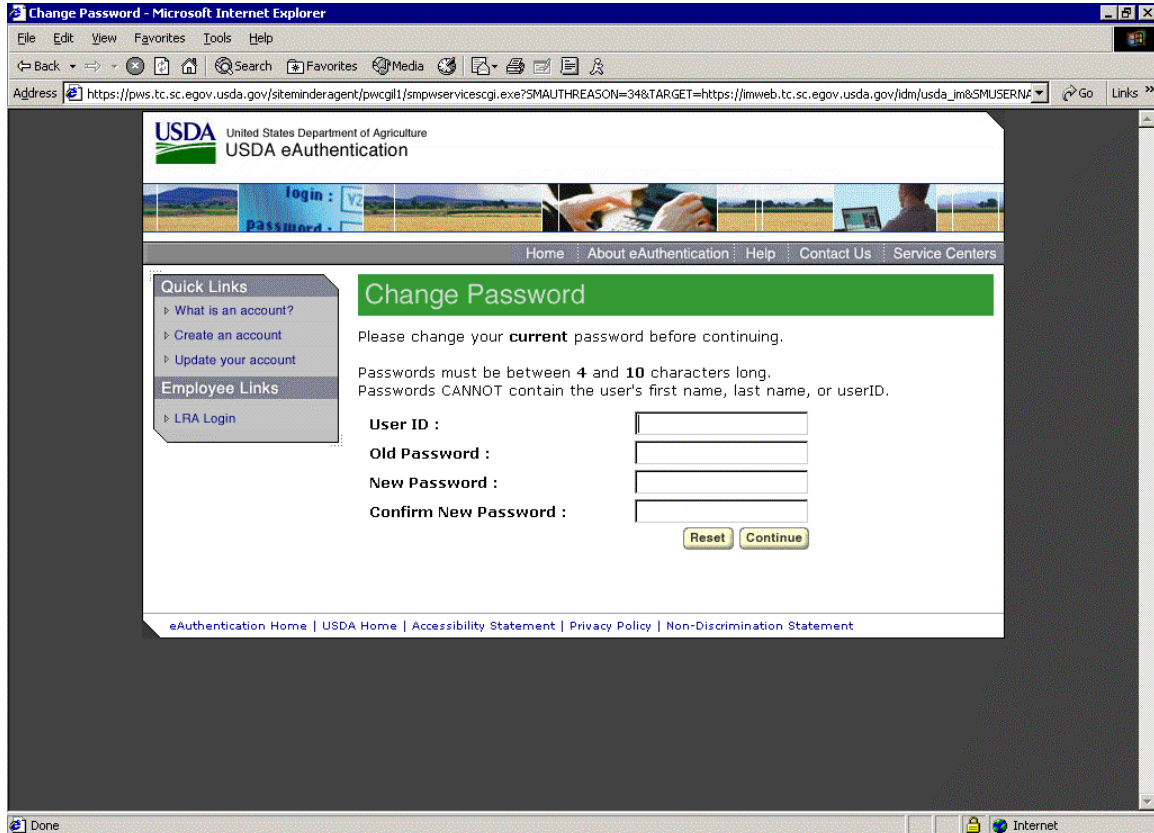 Change Password - Microsoft Internet Explorer
File Edit View Favorites Tools Help
Back Search Favorites Media
Address https://pws.tc.sc.egov.usda.gov/siteminderagent/pwcgil1/smpwservicescgi.exe?SMAUTHREASON=34&TARGET=https://imweb.tc.sc.egov.usda.gov/idm/usda_im&SMUSERNA Go Links »
USDA United States Department of Agriculture
USDA eAuthentication
login :
password :
Home About eAuthentication Help Contact Us Service Centers
Quick Links
What is an account?
Create an account
Update your account
Employee Links
LRA Login
Change Password
Please change your current password before continuing.
Passwords must be between 4 and 10 characters long.
Passwords CANNOT contain the user's first name, last name, or userID.
User ID :
Old Password :
New Password :
Confirm New Password :
Reset Continue
eAuthentication Home | USDA Home | Accessibility Statement | Privacy Policy | Non-Discrimination Statement
Done Internet